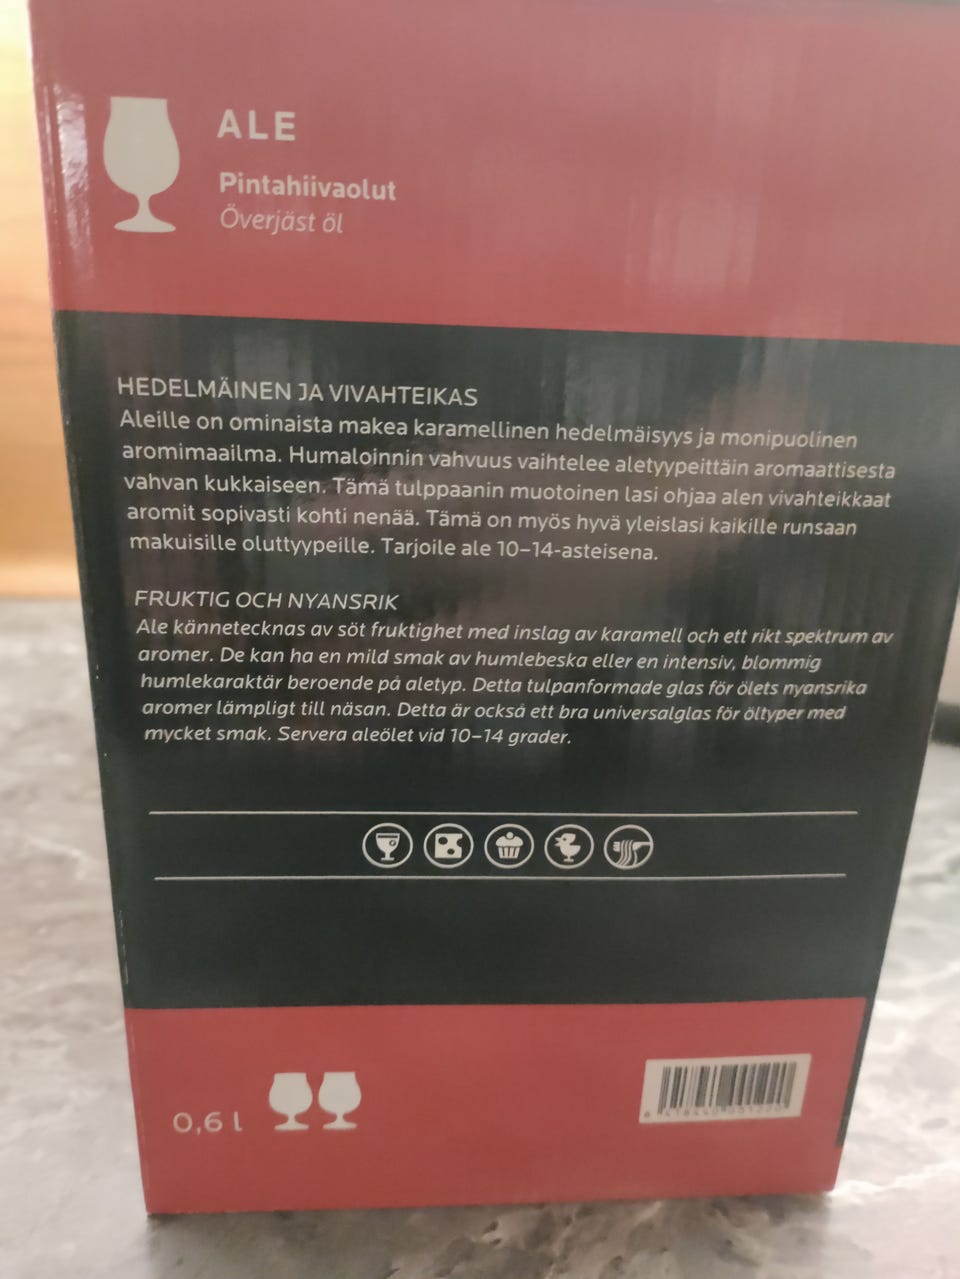 ALE
Pintahiivaolut
Överjäst öl
HEDELMÄINEN JA VIVAHTEIKAS
Aleille on ominaista makea karamellinen hedelmäisyys ja monipuolinen
aromimaailma. Humaloinnin vahvuus vaihtelee aletyypeittäin aromaattisesta
vahvan kukkaiseen. Tämä tulppaanin muotoinen lasi ohjaa alen vivahteikkaat
aromit sopivasti kohti nenää. Tämä on myös hyvä yleislasi kaikille runsaan
makuisille oluttyypeille. Tarjoile ale 10–14-asteisena.
FRUKTIG OCH NYANSRIK
Ale kännetecknas av söt fruktighet med inslag av karamell och ett rikt spektrum av
aromer. De kan ha en mild smak av humlebeska eller en intensiv, blommig
humlekaraktär beroende på aletyp. Detta tulpanformade glas för ölets nyansrika
aromer lämpligt till näsan. Detta är också ett bra universalglas för öltyper med
mycket smak. Servera aleölet vid 10–14 grader.
0,6 l